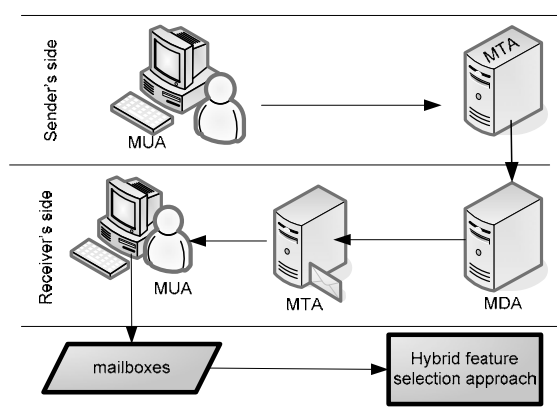 Sender's side
MUA
MTA
Receiver's side
MUA
MTA
MDA
mailboxes
Hybrid feature
selection approach